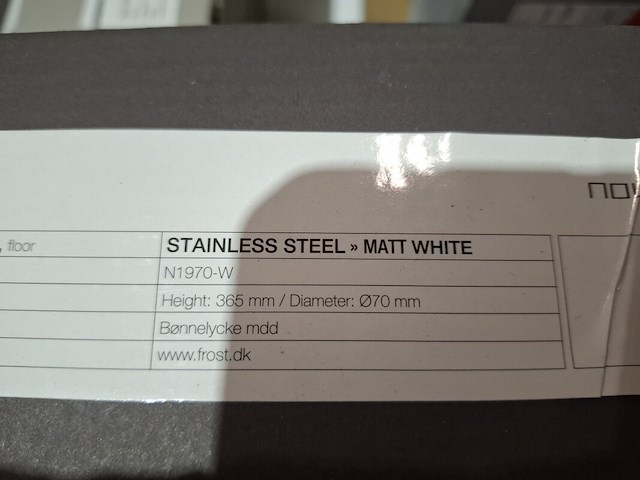 floor
STAINLESS STEEL » MATT WHITE
N1970-W
Height: 365 mm / Diameter: Ø70 mm
Bønnelycke mdd
www.frost.dk